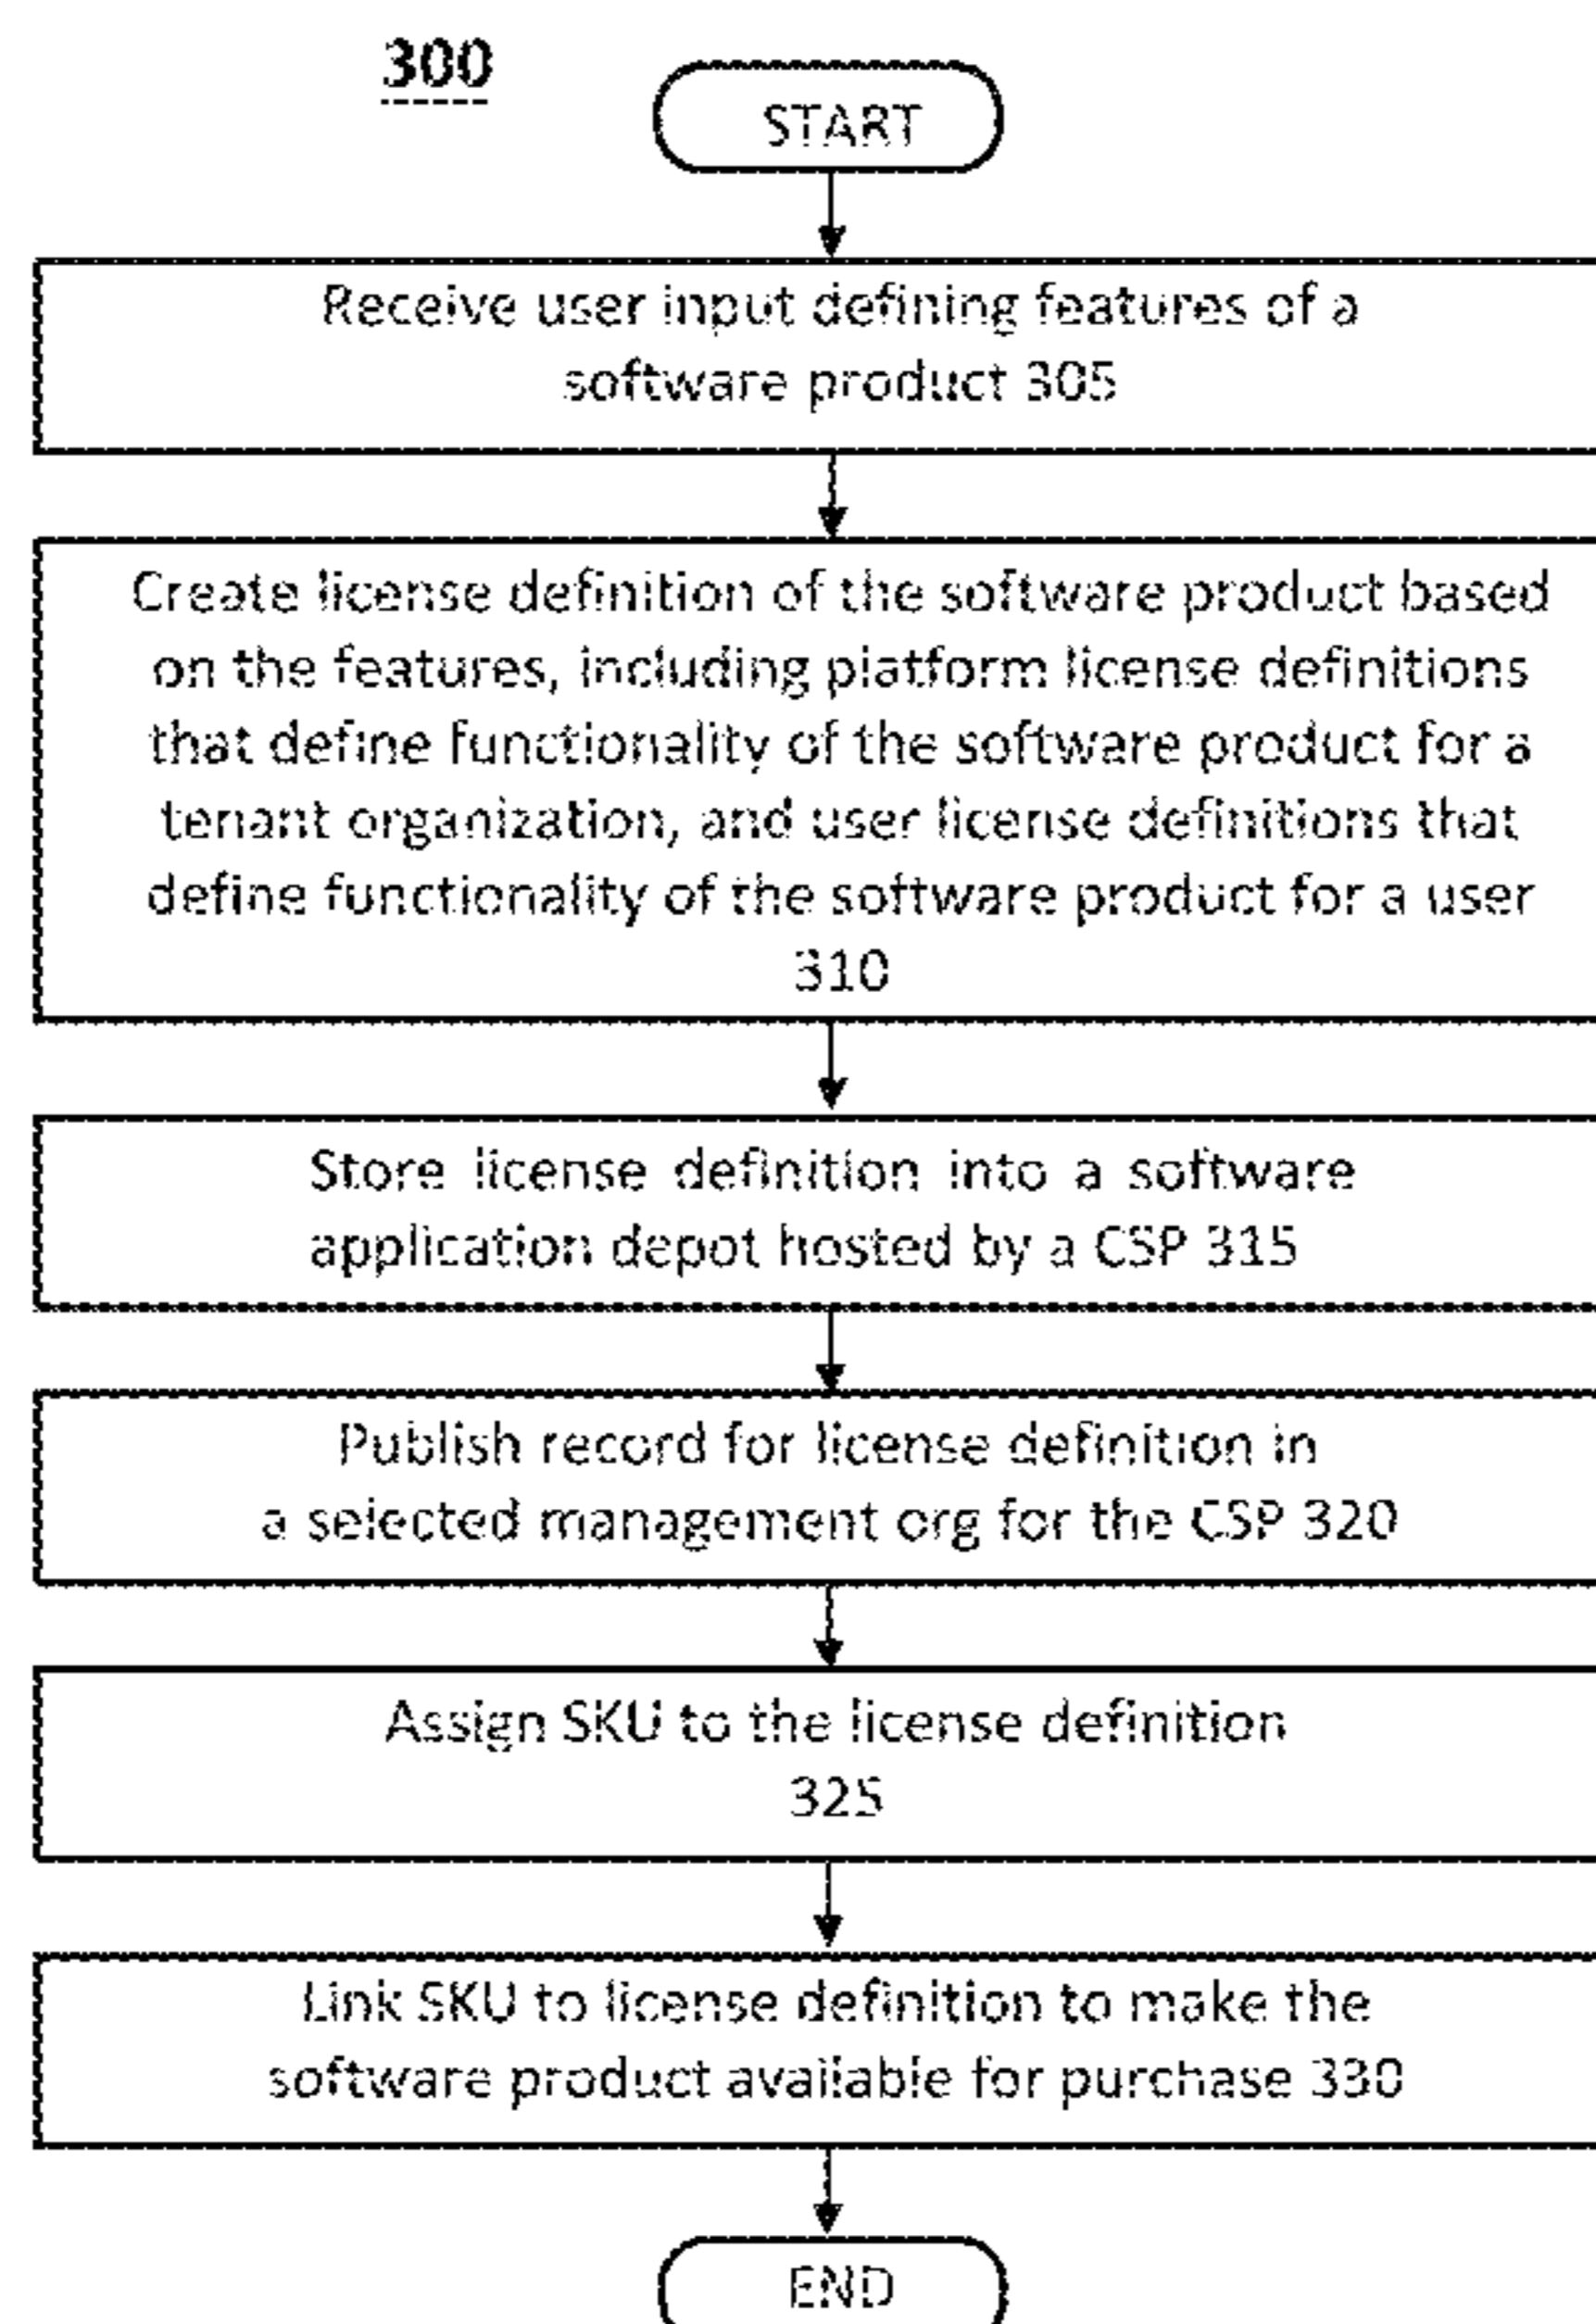 300
START
Receive user input defining features of a
software product 305
Create license definition of the software product based
on the features, including platform license definitions
that define functionality of the software product for a
tenant organization, and user license definitions that
define functionality of the software product for a user
310
Store license definition into a software
application depot hosted by a CSP 315
Publish record for license definition in
a selected management org for the CSP 320
Assign SKU to the license definition
325
Link SKU to license definition to make the
software product available for purchase 330
END